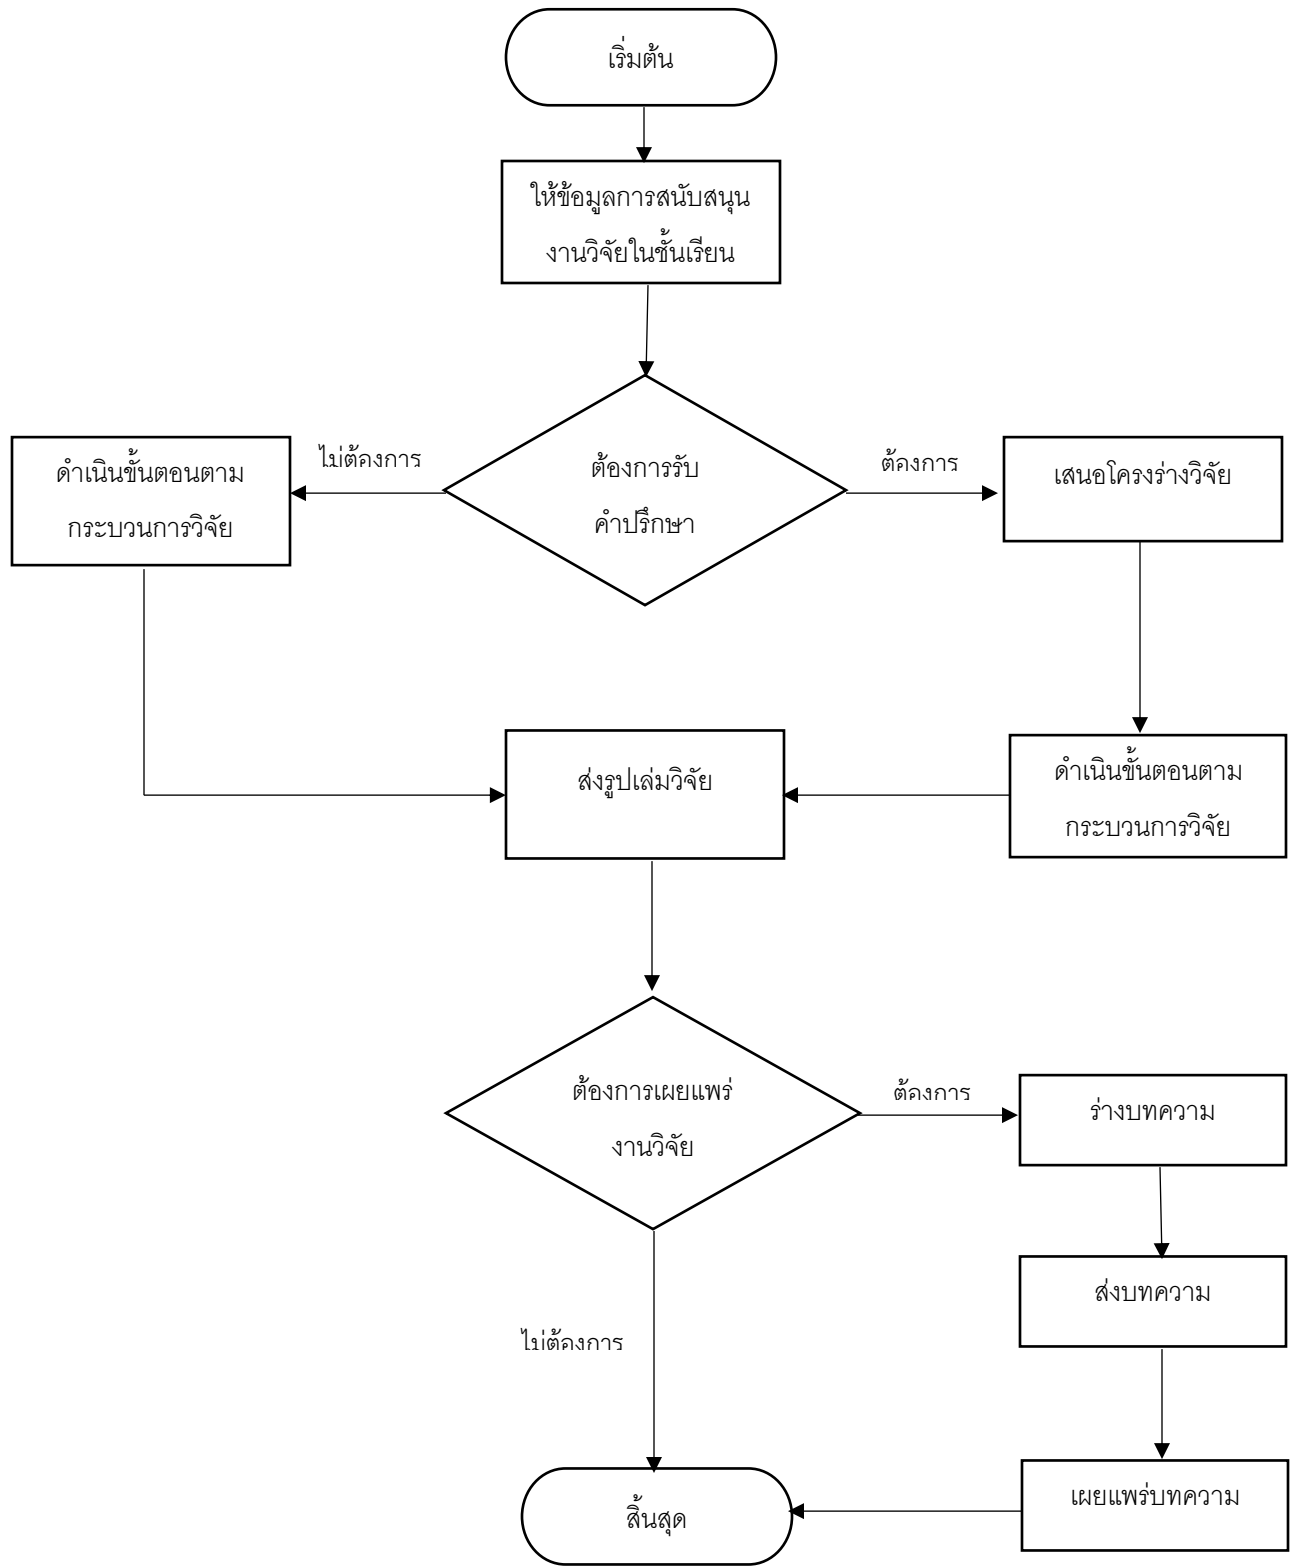 เริ่มต้น
ให้ข้อมูลการสนับสนุน
งานวิจัยในชั้นเรียน
ไม่ต้องการ
ต้องการรับ
คำปรึกษา
ต้องการ
ดำเนินขั้นตอนตาม
กระบวนการวิจัย
เสนอโครงร่างวิจัย
ส่งรูปเล่มวิจัย
ดำเนินขั้นตอนตาม
กระบวนการวิจัย
ต้องการเผยแพร่
งานวิจัย
ต้องการ
ร่างบทความ
ส่งบทความ
ไม่ต้องการ
เผยแพร่บทความ
สิ้นสุด